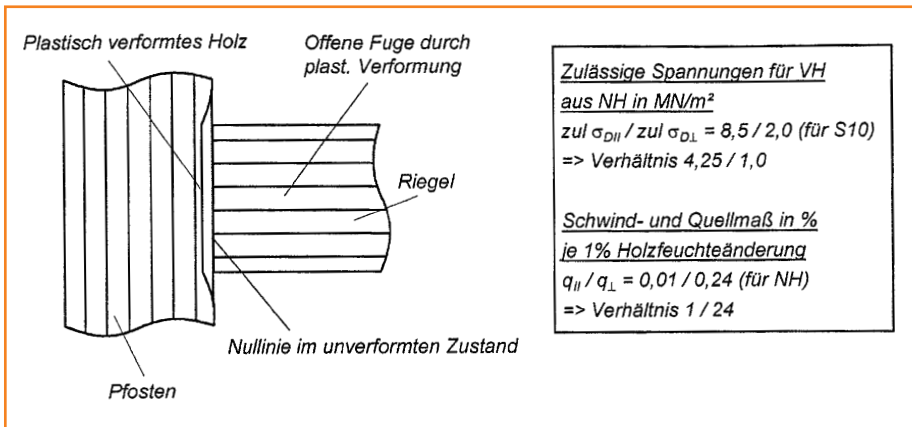 Plastisch verformtes Holz
Offene Fuge durch
plast. Verformung
Riegel
Nullinie im unverformten Zustand
Pfosten
Zulässige Spannungen für VH
aus NH in MN/m²
zul σD|| / zul σD⊥ = 8,5 / 2,0 (für S10)
=> Verhältnis 4,25 / 1,0
Schwind- und Quellmaß in %
je 1% Holzfeuchteänderung
q|| / q⊥ = 0,01 / 0,24 (für NH)
=> Verhältnis 1 / 24